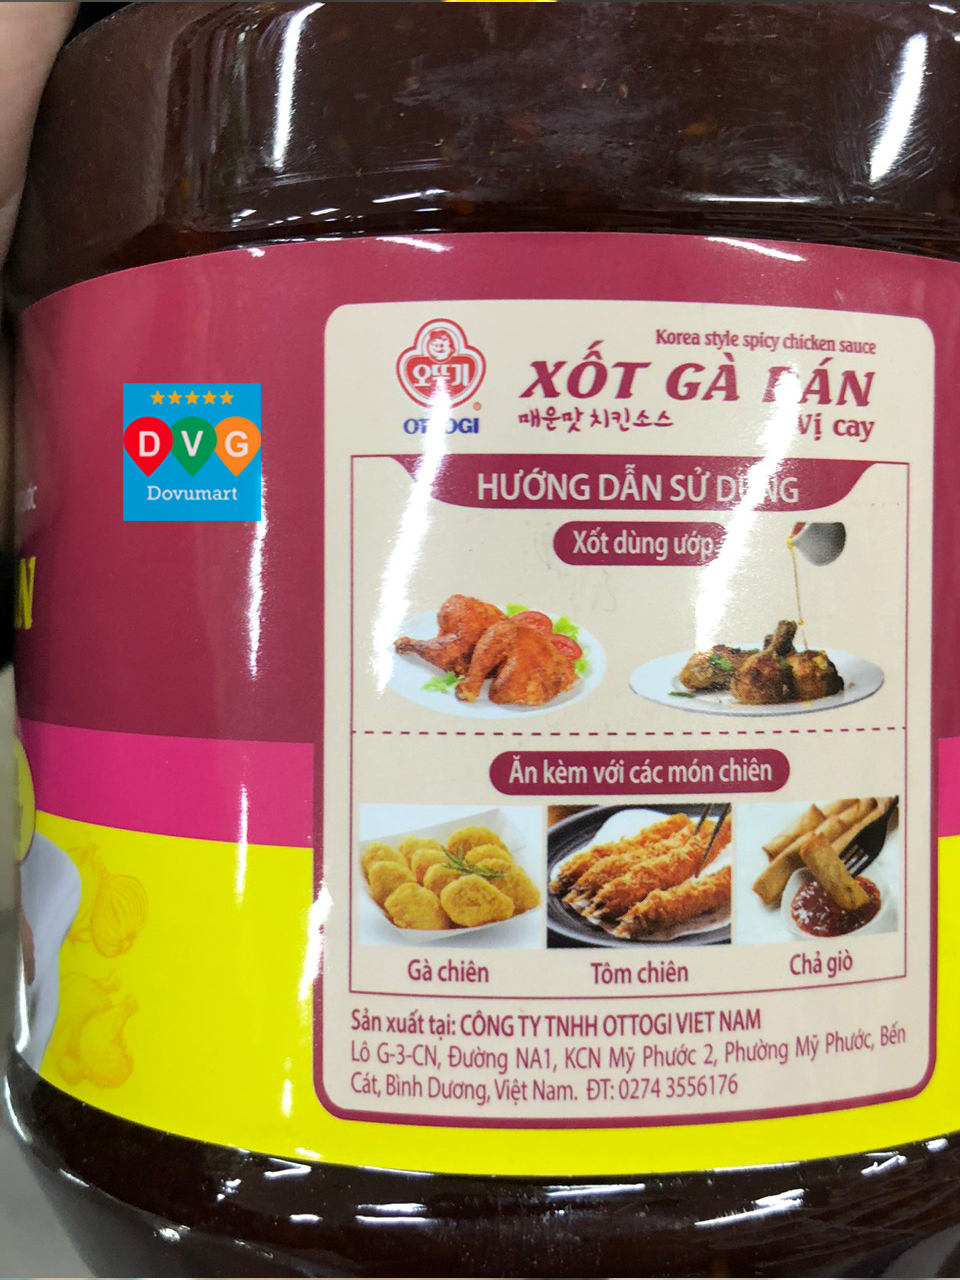 Korea style spicy chicken sauce
오뚜기
OTTOGI
XỐT GÀ RÁN
매운맛 치킨소스
Vị cay
DVG
Dovumart
HƯỚNG DẪN SỬ DỤNG
Xốt dùng ướp
Ăn kèm với các món chiên
Gà chiên
Tôm chiên
Chả giò
Sản xuất tại: CÔNG TY TNHH OTTOGI VIET NAM
Lô G-3-CN, Đường NA1, KCN Mỹ Phước 2, Phường Mỹ Phước, Bến
Cát, Bình Dương, Việt Nam. ĐT: 0274 3556176